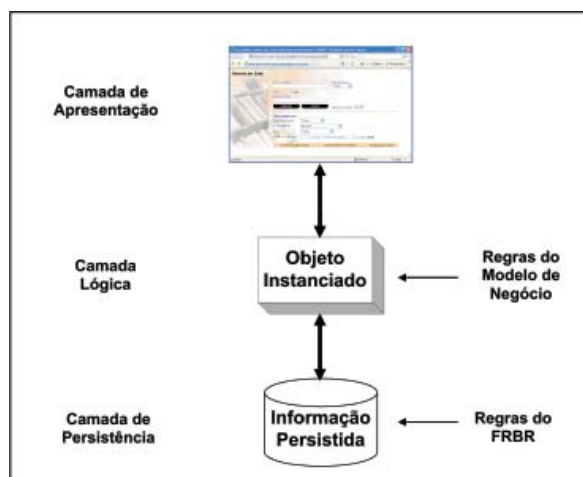 Camada de
Apresentação
Camada
Lógica
Objeto
Instanciado
Regras do
Modelo de
Negócio
Camada de
Persistência
Informação
Persistida
Regras do
FRBR